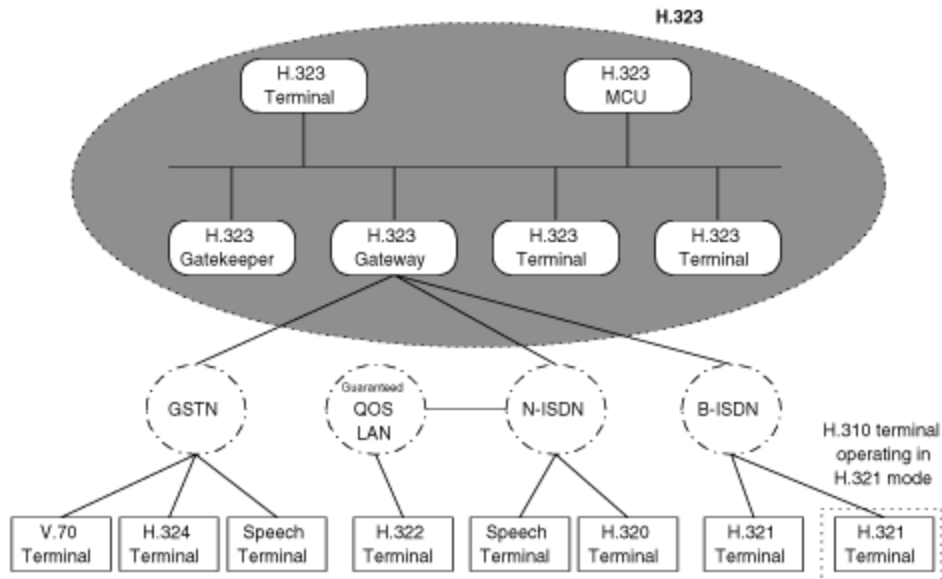 H.323
H.323
Terminal
H.323
MCU
H.323
Gatekeeper
H.323
Gateway
H.323
Terminal
H.323
Terminal
GSTN
Guaranteed
QOS
LAN
N-ISDN
B-ISDN
H.310 terminal
operating in
H.321 mode
V.70
Terminal
H.324
Terminal
Speech
Terminal
H.322
Terminal
Speech
Terminal
H.320
Terminal
H.321
Terminal
H.321
Terminal